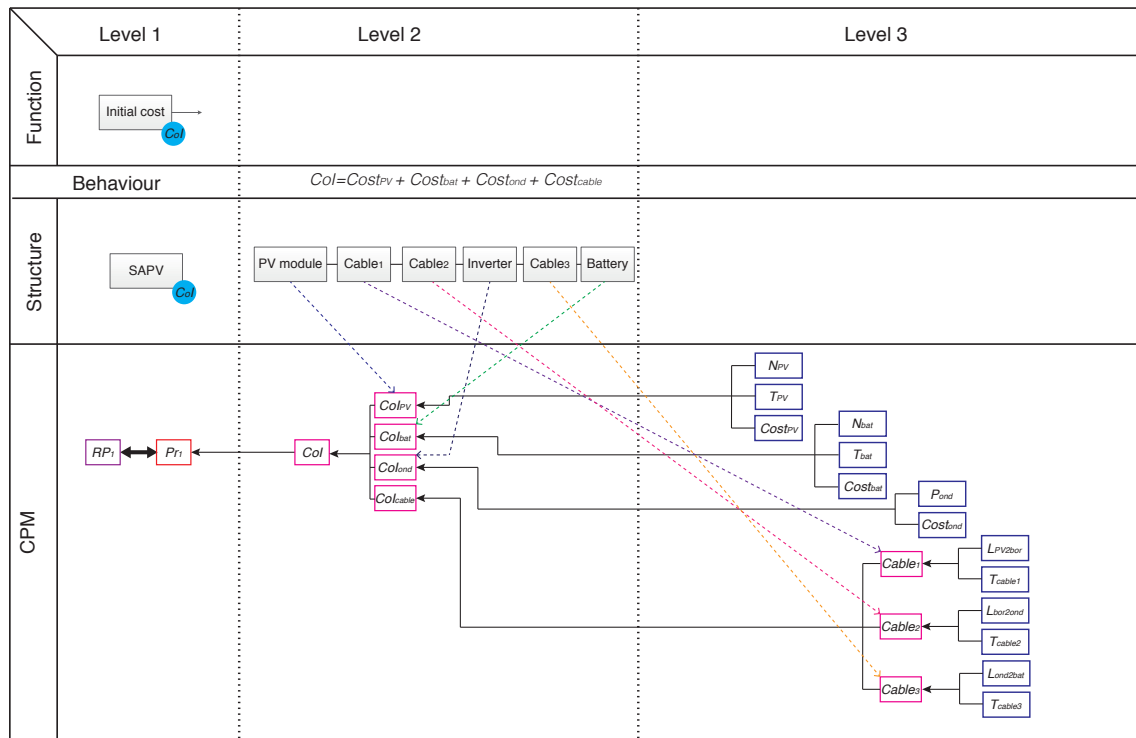 Level 1
Level 2
Level 3
Function
Initial cost
CoI
Behaviour
CoI=CostPV + Costbat + Costond + Costcable
Structure
SAPV
CoI
PV module
Cable1
Cable2
Inverter
Cable3
Battery
CPM
RP1
Pr1
CoI
CoIPV
CoIbat
CoIond
CoIcable
NPV
TPV
CostPV
Nbat
Tbat
Costbat
Pond
Costond
Cable1
LPV2bor
Tcable1
Cable2
Lbor2ond
Tcable2
Cable3
Lond2bat
Tcable3